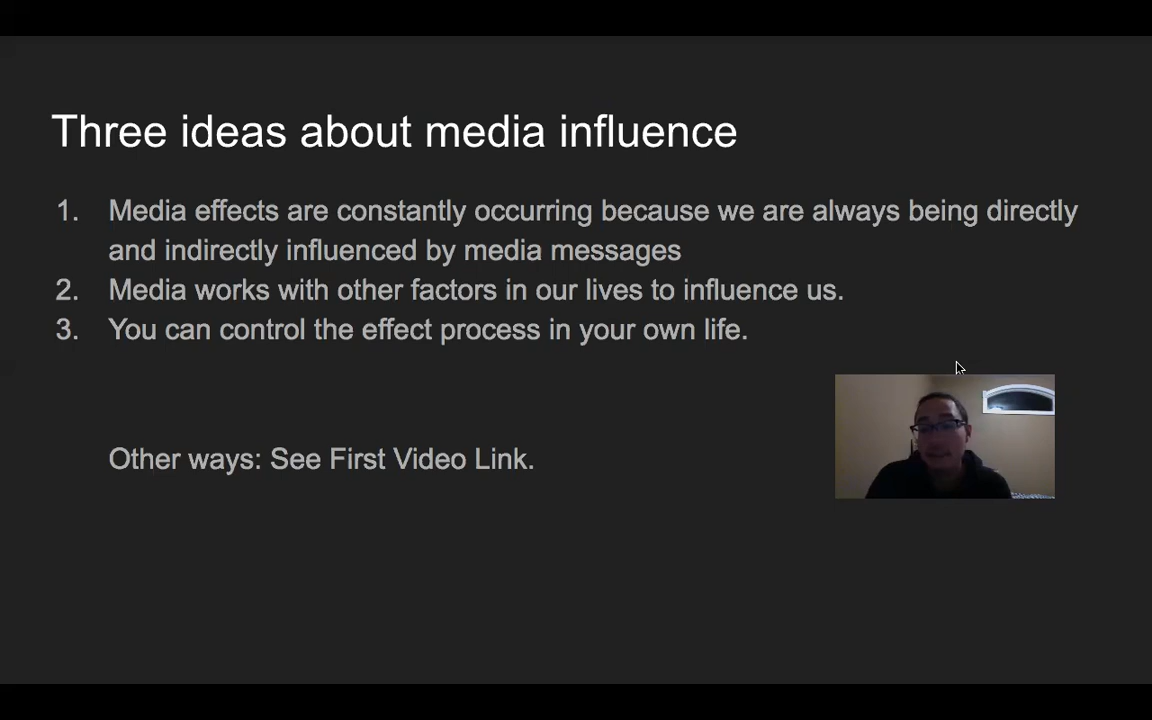 Three ideas about media influence
1. Media effects are constantly occurring because we are always being directly
and indirectly influenced by media messages
2. Media works with other factors in our lives to influence us.
3. You can control the effect process in your own life.
Other ways: See First Video Link.